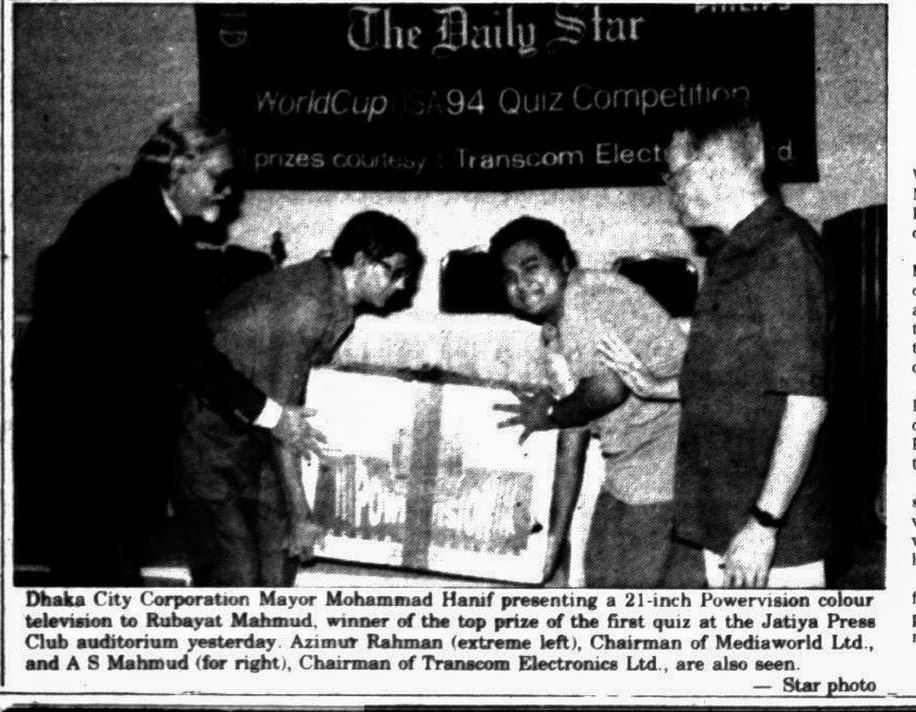 PHILIPS
The Daily Star
WorldCup USA 94 Quiz Competition
prizes courtesy : Transcom
Dhaka City Corporation Mayor Mohammad Hanif presenting a 21-inch Powervision colour
television to Rubayat Mahmud, winner of the top prize of the first quiz at the Jatiya Press
Club auditorium yesterday. Azimur Rahman (extreme left), Chairman of Mediaworld Ltd.,
and A S Mahmud (for right), Chairman of Transcom Electronics Ltd., are also seen.
— Star photo